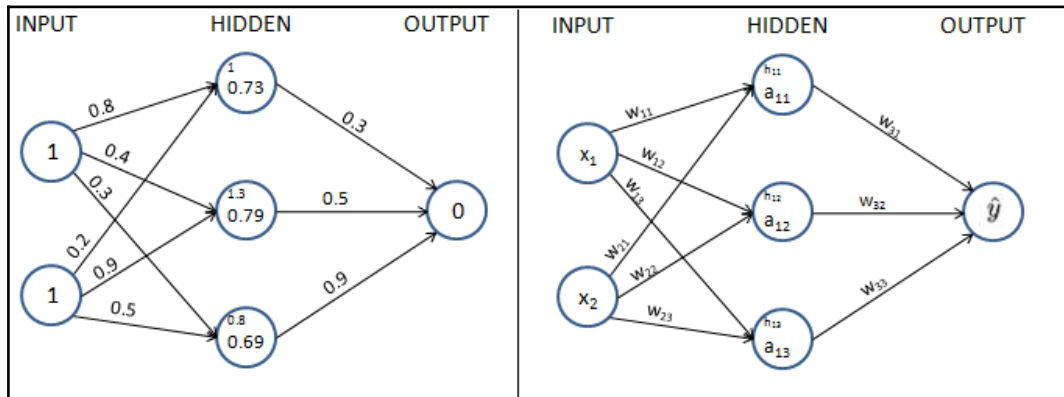 INPUT HIDDEN OUTPUT
1
0.73
0.8
0.3
0.4
1
0.3
1.3
0.79
0.5
0
0.2
0.9
0.9
1
0.5
0.8
0.69
INPUT HIDDEN OUTPUT
h₁₁
a₁₁
w₁₁
w₃₁
w₁₂
x₁
w₁₃
h₁₂
a₁₂
w₃₂
ŷ
w₂₁
w₂₂
w₃₃
x₂
w₂₃
h₁₃
a₁₃